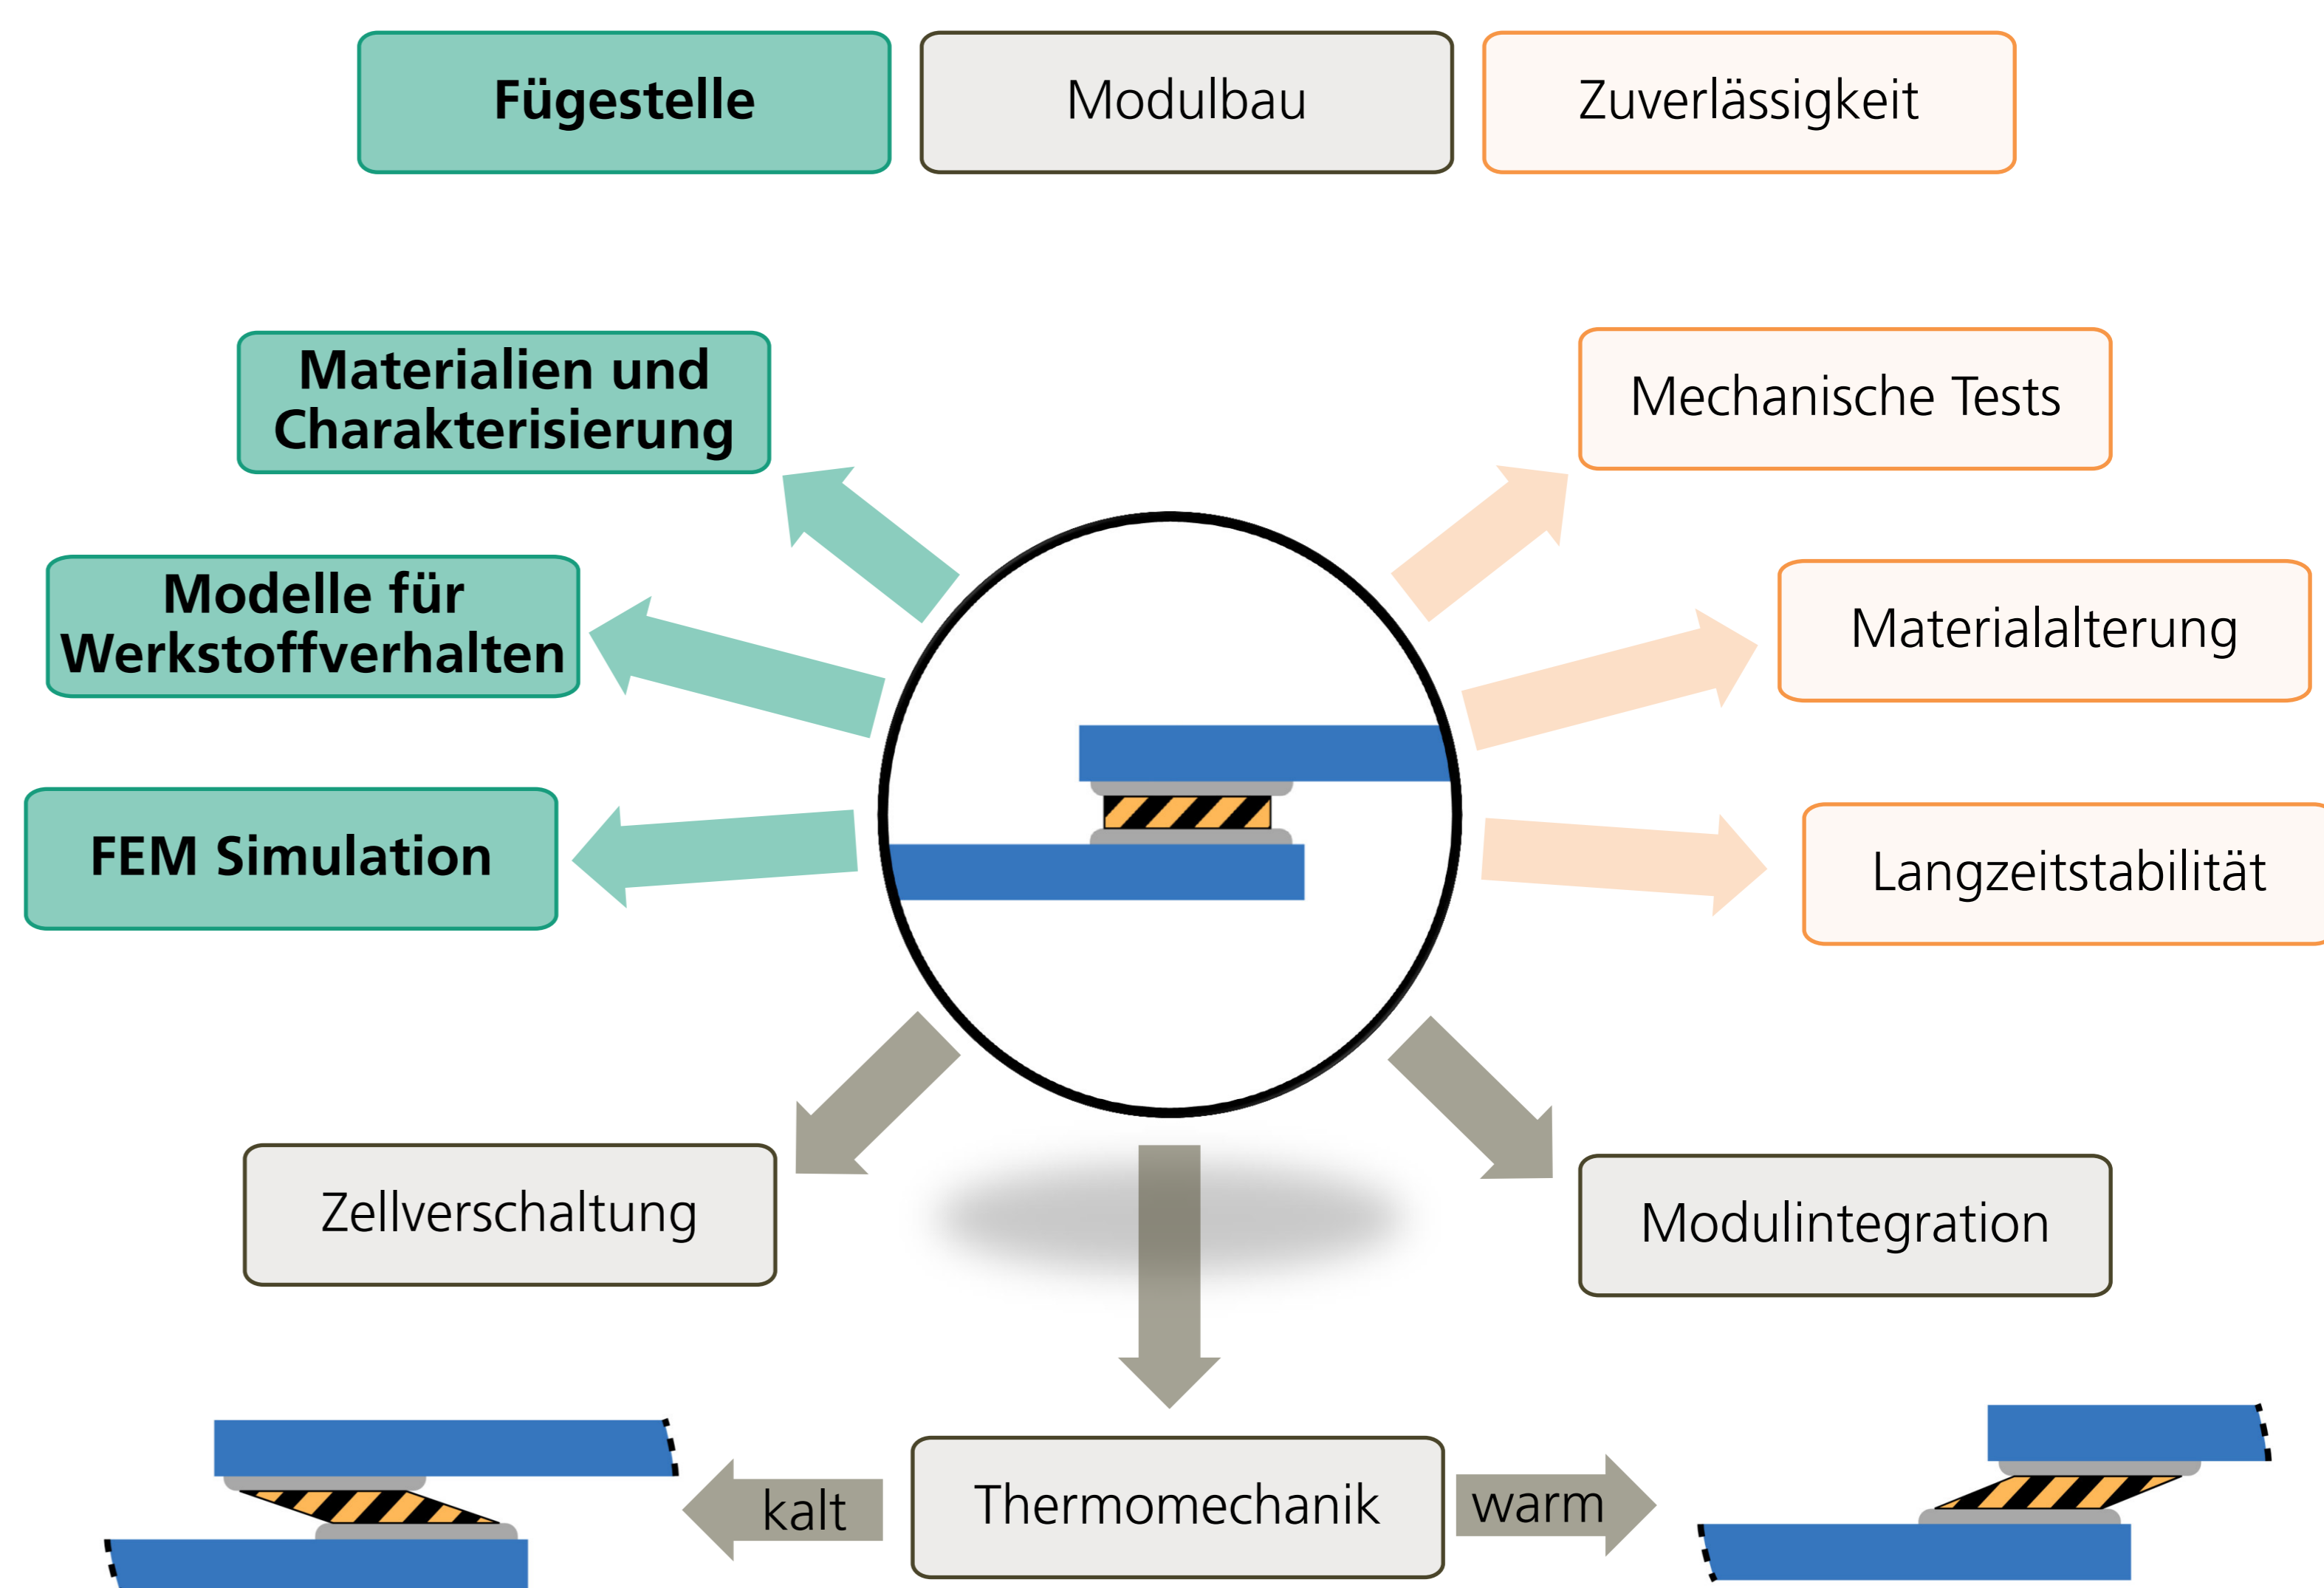 Fügestelle
Modulbau
Zuverlässigkeit
Materialien und
Charakterisierung
Mechanische Tests
Modelle für
Werkstoffverhalten
Materialalterung
FEM Simulation
Langzeitstabilität
Zellverschaltung
Modulintegration
kalt
Thermomechanik
warm